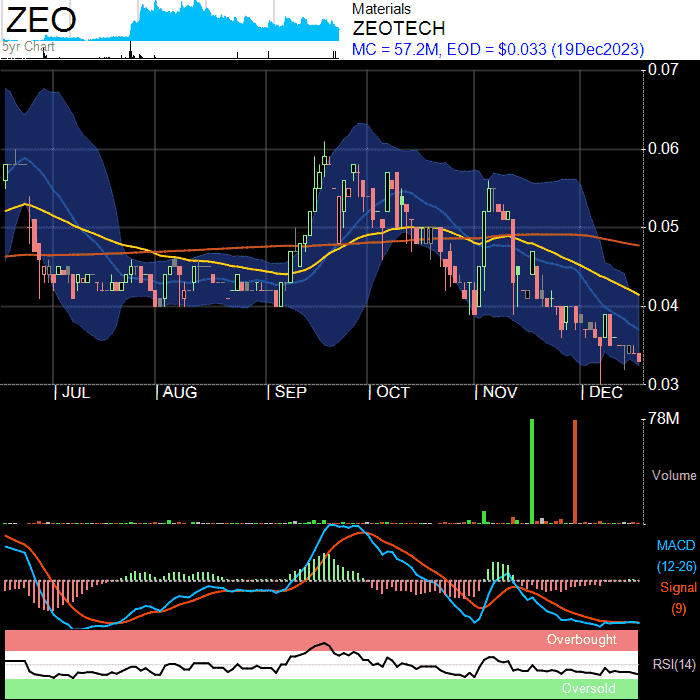 ZEO
5yr Chart
Materials
ZEOTECH
MC = 57.2M, EOD = $0.033 (19Dec2023)
0.07
0.06
0.05
0.04
0.03
JUL AUG SEP OCT NOV DEC
78M
Volume
MACD
(12-26)
Signal
(9)
Overbought
RSI(14)
Oversold